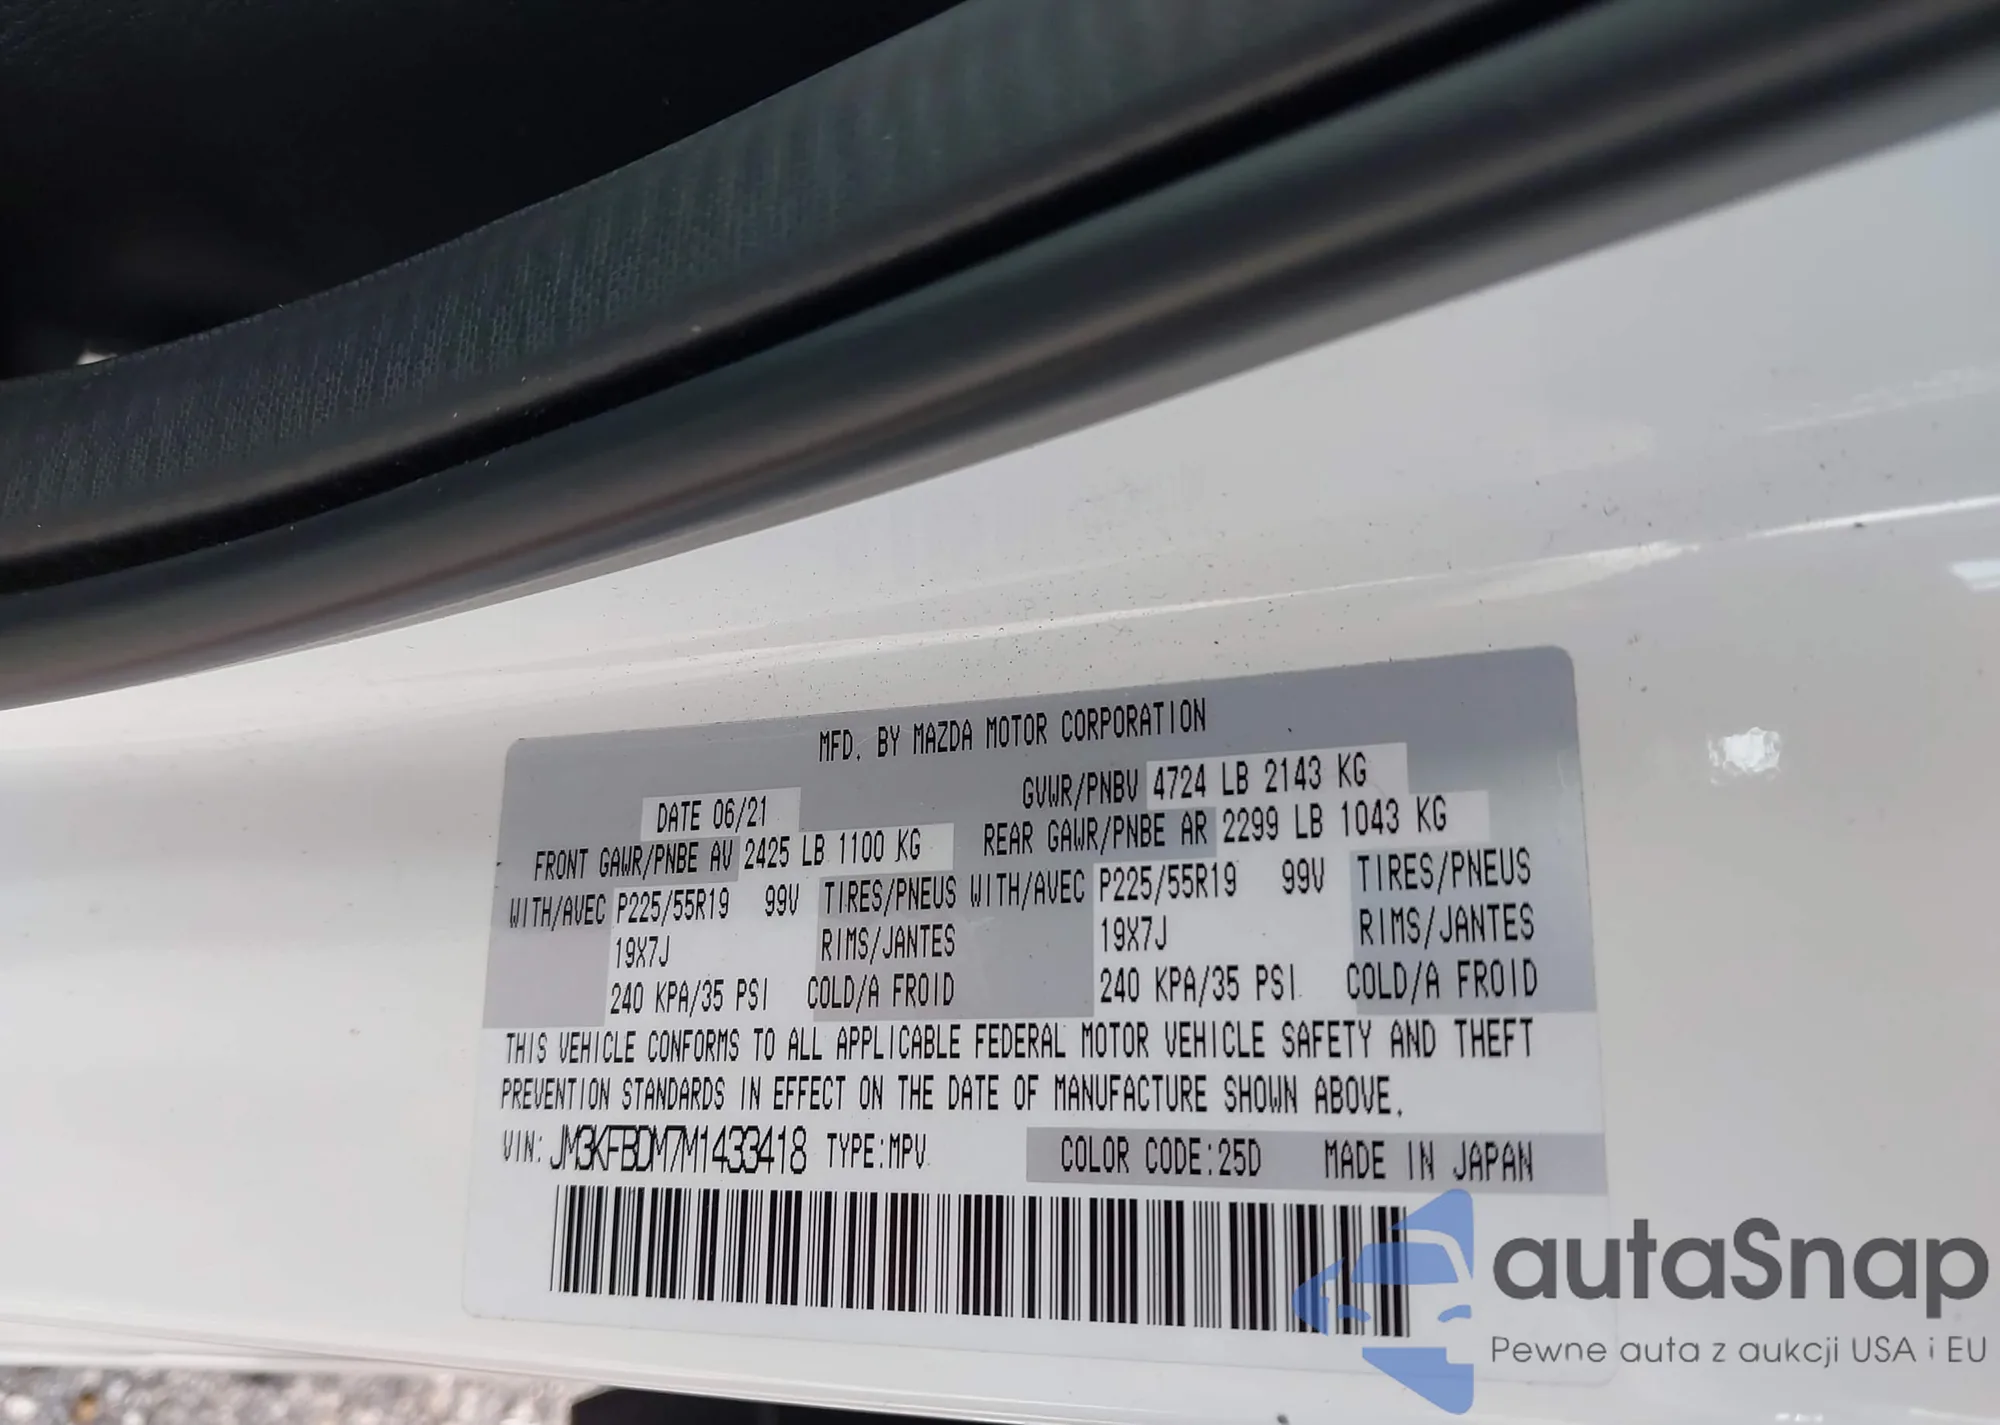 MFD. BY MAZDA MOTOR CORPORATION
DATE 06/21 GVWR/PNBV 4724 LB 2143 KG
FRONT GAWR/PNBE AV 2425 LB 1100 KG REAR GAWR/PNBE AR 2299 LB 1043 KG
WITH/AVEC P225/55R19 99V TIRES/PNEUS WITH/AVEC P225/55R19 99V TIRES/PNEUS
19X7J RIMS/JANTES 19X7J RIMS/JANTES
240 KPA/35 PSI COLD/A FROID 240 KPA/35 PSI COLD/A FROID
THIS VEHICLE CONFORMS TO ALL APPLICABLE FEDERAL MOTOR VEHICLE SAFETY AND THEFT
PREVENTION STANDARDS IN EFFECT ON THE DATE OF MANUFACTURE SHOWN ABOVE.
VIN: JM3KFBDM7M1433418 TYPE:MPV COLOR CODE:25D MADE IN JAPAN
autaSnap
Pewne auta z aukcji USA i EU